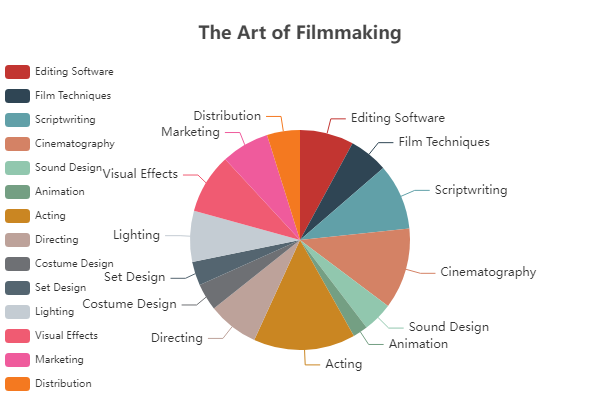 The Art of Filmmaking
Editing Software
Film Techniques
Scriptwriting
Cinematography
Sound Design
Animation
Acting
Directing
Costume Design
Set Design
Lighting
Visual Effects
Marketing
Distribution
Editing Software
Film Techniques
Scriptwriting
Cinematography
Sound Design
Animation
Acting
Directing
Costume Design
Set Design
Lighting
Visual Effects
Marketing
Distribution